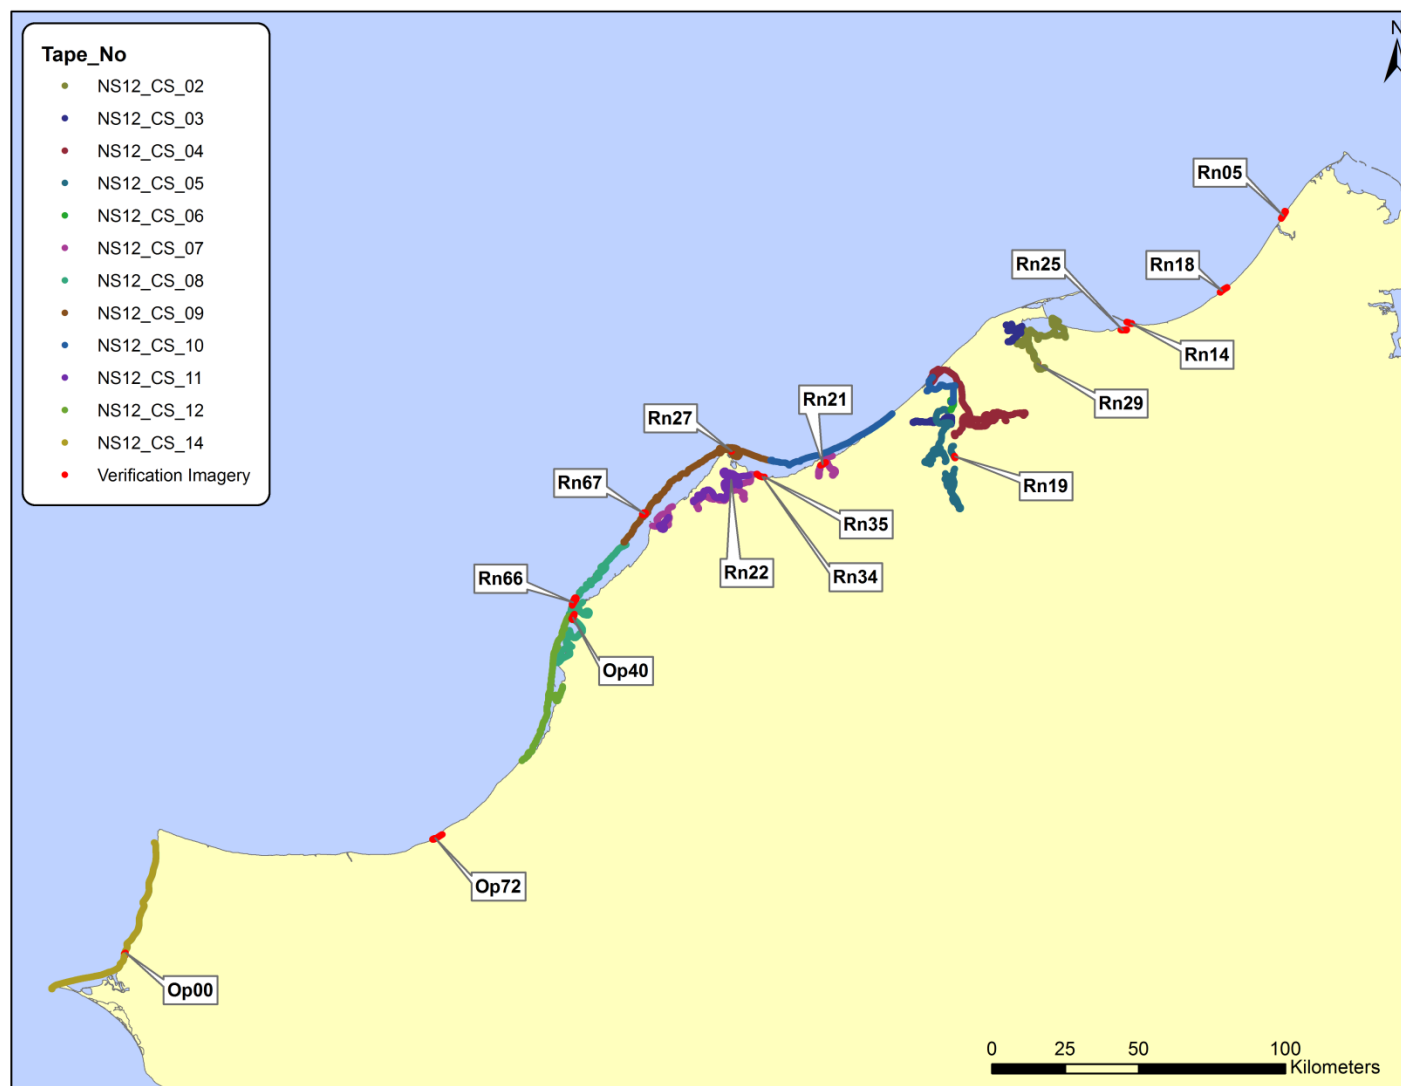 Tape_No
NS12_CS_02
NS12_CS_03
NS12_CS_04
NS12_CS_05
NS12_CS_06
NS12_CS_07
NS12_CS_08
NS12_CS_09
NS12_CS_10
NS12_CS_11
NS12_CS_12
NS12_CS_14
Verification Imagery
N
Rn05
Rn25
Rn18
Rn14
Rn29
Rn21
Rn27
Rn67
Rn19
Rn35
Rn22
Rn34
Rn66
Op40
Op72
Op00
0 25 50 100
Kilometers